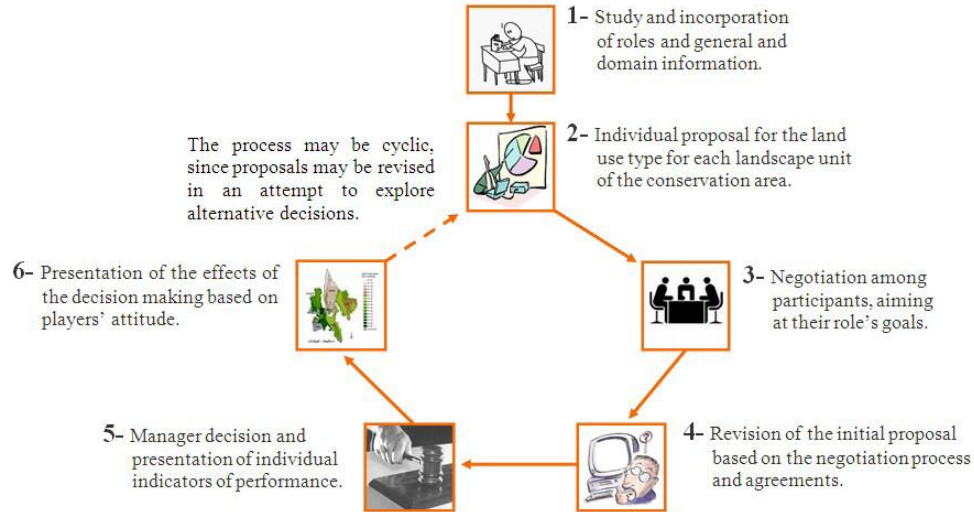 1- Study and incorporation
of roles and general and
domain information.
2- Individual proposal for the land
use type for each landscape unit
of the conservation area.
The process may be cyclic,
since proposals may be revised
in an attempt to explore
alternative decisions.
3- Negotiation among
participants, aiming
at their role's goals.
4- Revision of the initial proposal
based on the negotiation process
and agreements.
5- Manager decision and
presentation of individual
indicators of performance.
6- Presentation of the effects of
the decision making based on
players' attitude.
?